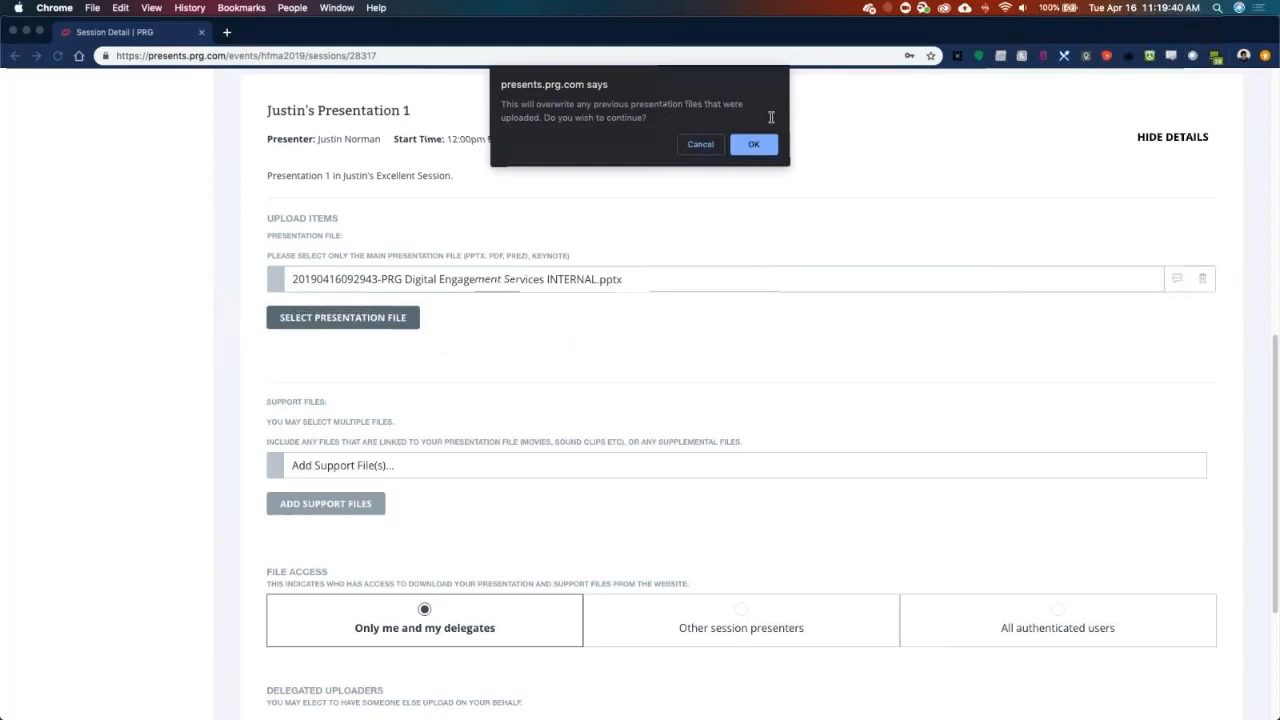 Chrome File Edit View History Bookmarks People Window Help
100% Tue Apr 16 11:19:40 AM
Session Detail | PRG
https://presents.prg.com/events/hfma2019/sessions/28317
presents.prg.com says
This will overwrite any previous presentation files that were
uploaded. Do you wish to continue?
Cancel OK
Justin's Presentation 1
Presenter: Justin Norman Start Time: 12:00pm
HIDE DETAILS
Presentation 1 in Justin's Excellent Session.
UPLOAD ITEMS
PRESENTATION FILE:
PLEASE SELECT ONLY THE MAIN PRESENTATION FILE (PPTX, PDF, PREZI, KEYNOTE)
20190416092943-PRG Digital Engagement Services INTERNAL.pptx
SELECT PRESENTATION FILE
SUPPORT FILES:
YOU MAY SELECT MULTIPLE FILES.
INCLUDE ANY FILES THAT ARE LINKED TO YOUR PRESENTATION FILE (MOVIES, SOUND CLIPS ETC), OR ANY SUPPLEMENTAL FILES.
Add Support File(s)...
ADD SUPPORT FILES
FILE ACCESS
THIS INDICATES WHO HAS ACCESS TO DOWNLOAD YOUR PRESENTATION AND SUPPORT FILES FROM THE WEBSITE.
Only me and my delegates
Other session presenters
All authenticated users
DELEGATED UPLOADERS
YOU MAY ELECT TO HAVE SOMEONE ELSE UPLOAD ON YOUR BEHALF.